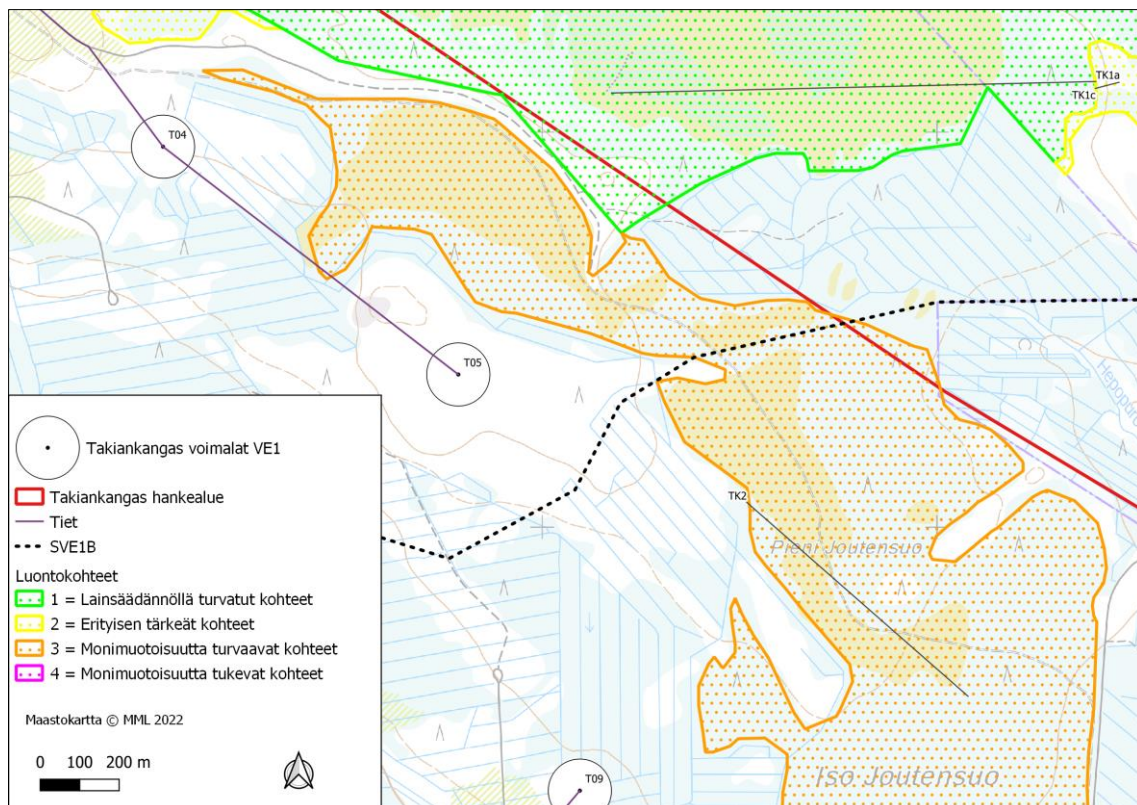 TK1a
TK1c
T04
T05
Hepopäro
TK2
Pieni Joutensuo
Iso Joutensuo
T09
Takiankangas voimalat VE1
Takiankangas hankealue
Tiet
SVE1B
Luontokohteet
1 = Lainsäädännöllä turvatut kohteet
2 = Erityisen tärkeät kohteet
3 = Monimuotoisuutta turvaavat kohteet
4 = Monimuotoisuutta tukevat kohteet
Maastokartta © MML 2022
0 100 200 m